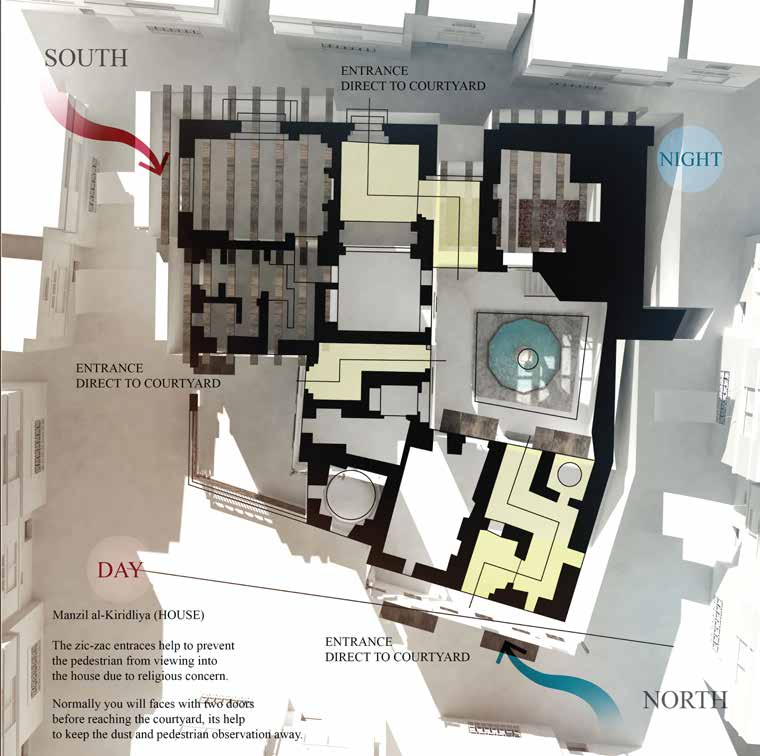 SOUTH
ENTRANCE
DIRECT TO COURTYARD
NIGHT
ENTRANCE
DIRECT TO COURTYARD
DAY
Manzil al-Kiridliya (HOUSE)
The zic-zac entraces help to prevent
the pedestrian from viewing into
the house due to religious concern.
Normally you will faces with two doors
before reaching the courtyard, its help
to keep the dust and pedestrian observation away.
ENTRANCE
DIRECT TO COURTYARD
NORTH